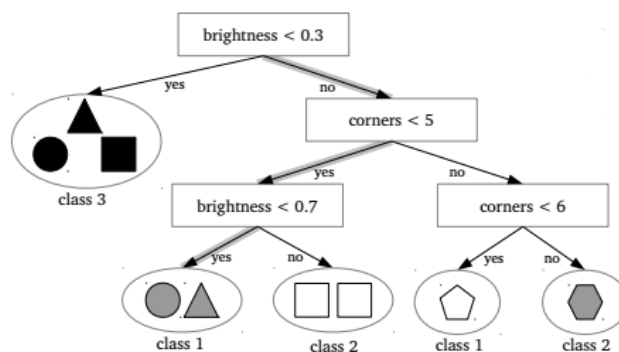 brightness < 0.3
yes
no
class 3
corners < 5
yes
no
brightness < 0.7
corners < 6
yes
no
yes
no
class 1
class 2
class 1
class 2